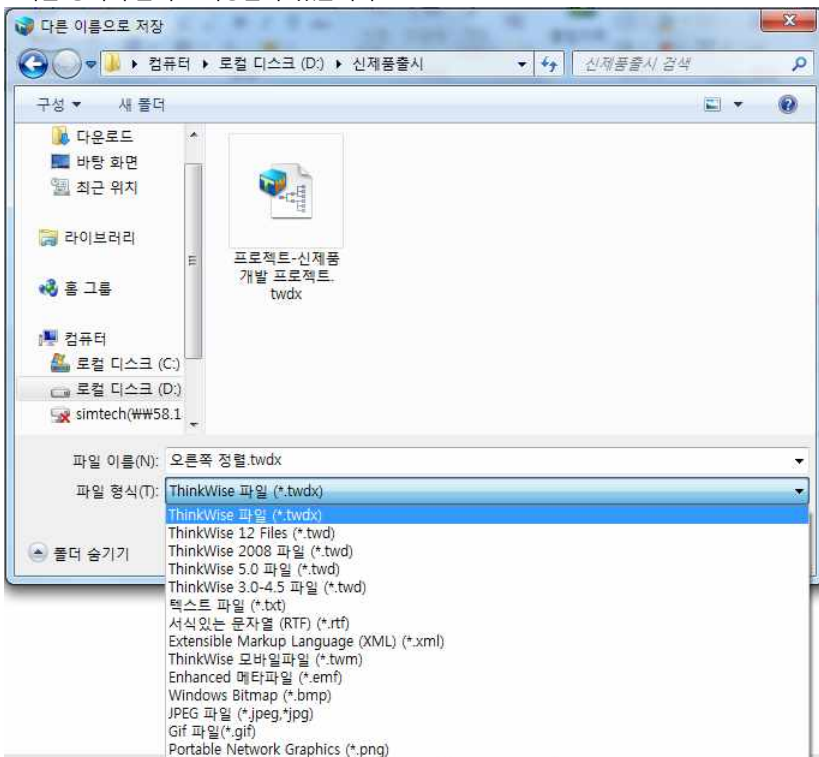 다른 이름으로 저장
컴퓨터 ▸ 로컬 디스크 (D:) ▸ 신제품출시
신제품출시 검색
구성 ▼ 새 폴더
다운로드
바탕 화면
최근 위치
라이브러리
홈 그룹
컴퓨터
로컬 디스크 (C:)
로컬 디스크 (D:)
simtech(₩₩58.1
프로젝트-신제품
개발 프로젝트.
twdx
파일 이름(N): 오른쪽 정렬.twdx
파일 형식(T): ThinkWise 파일 (*.twdx)
ThinkWise 파일 (*.twdx)
ThinkWise 12 Files (*.twd)
ThinkWise 2008 파일 (*.twd)
ThinkWise 5.0 파일 (*.twd)
ThinkWise 3.0-4.5 파일 (*.twd)
텍스트 파일 (*.txt)
서식있는 문자열 (RTF) (*.rtf)
Extensible Markup Language (XML) (*.xml)
ThinkWise 모바일파일 (*.twm)
Enhanced 메타파일 (*.emf)
Windows Bitmap (*.bmp)
JPEG 파일 (*.jpeg,*jpg)
Gif 파일(*.gif)
Portable Network Graphics (*.png)
폴더 숨기기